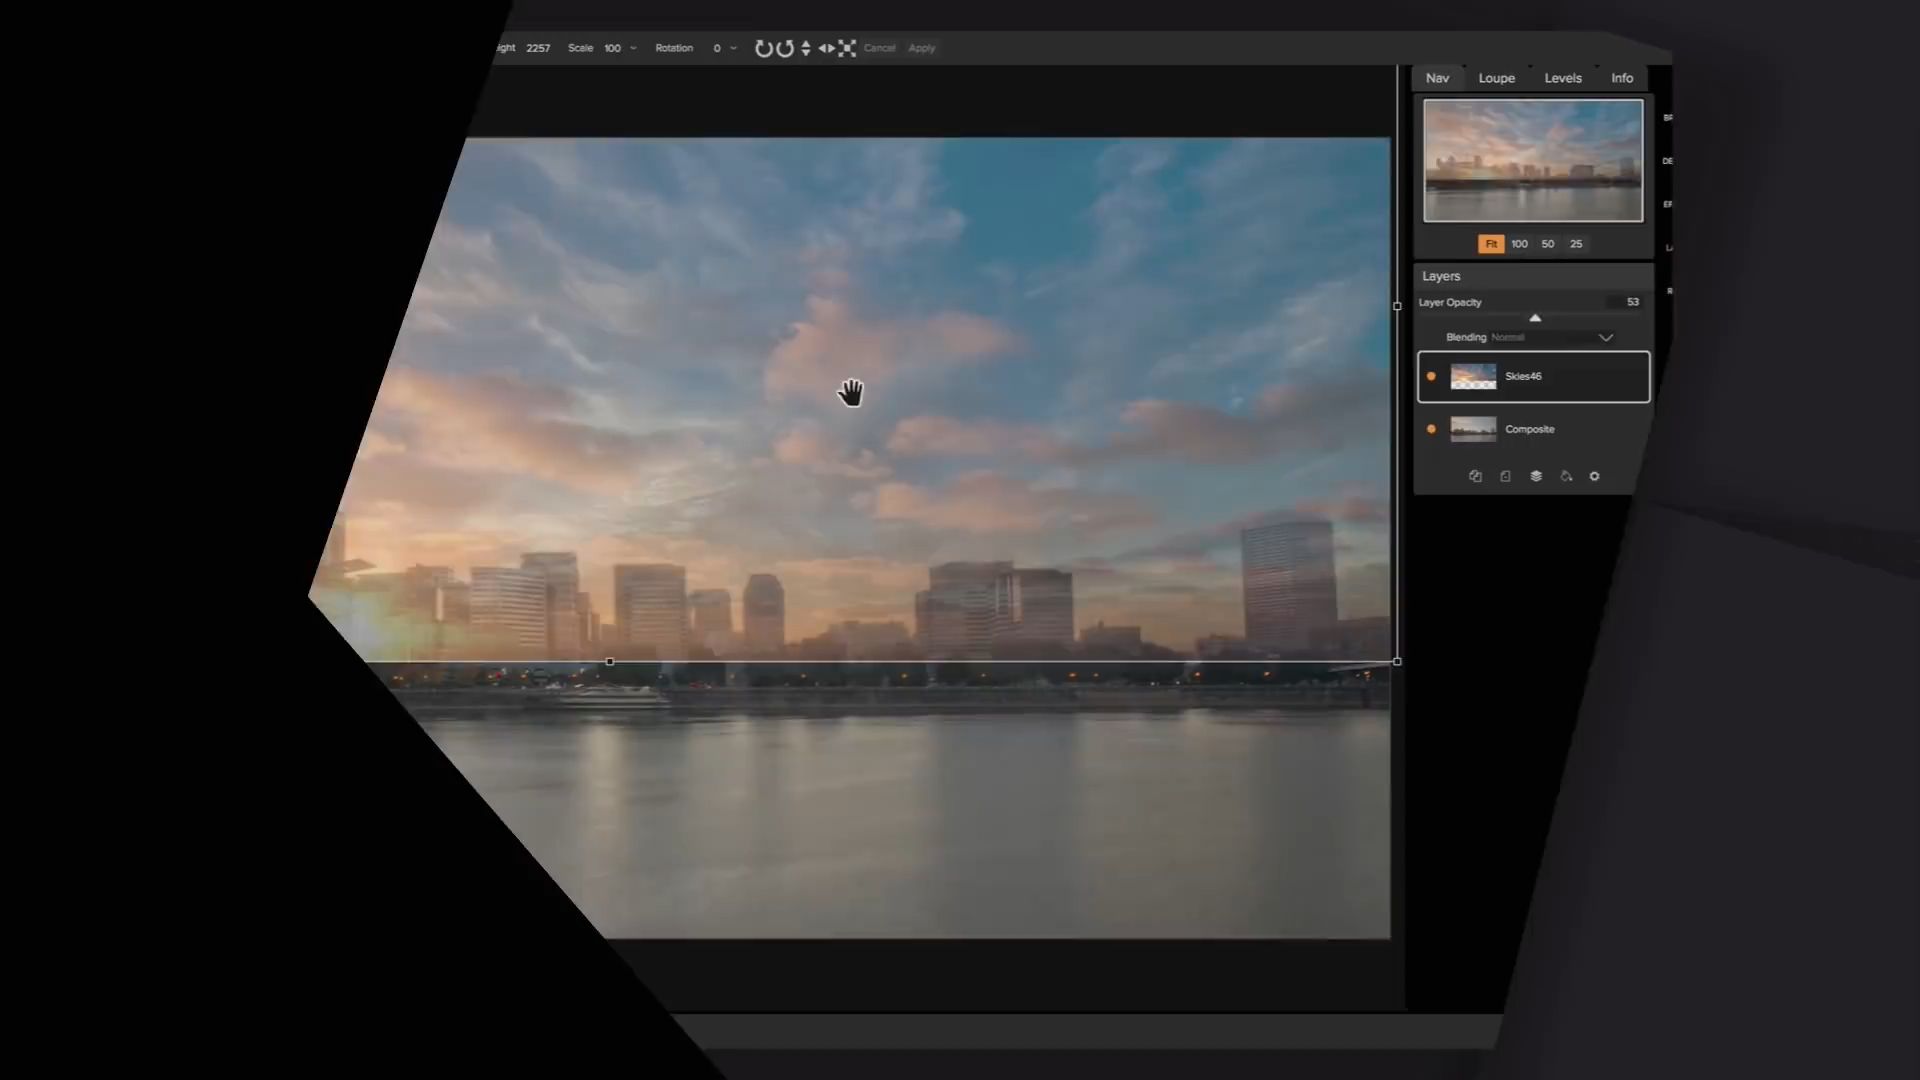 2257 Scale 100 Rotation 0 Cancel Apply
Nav Loupe Levels Info
Fit 100 50 25
Layers
Layer Opacity 53
Blending Normal
Skies46
Composite